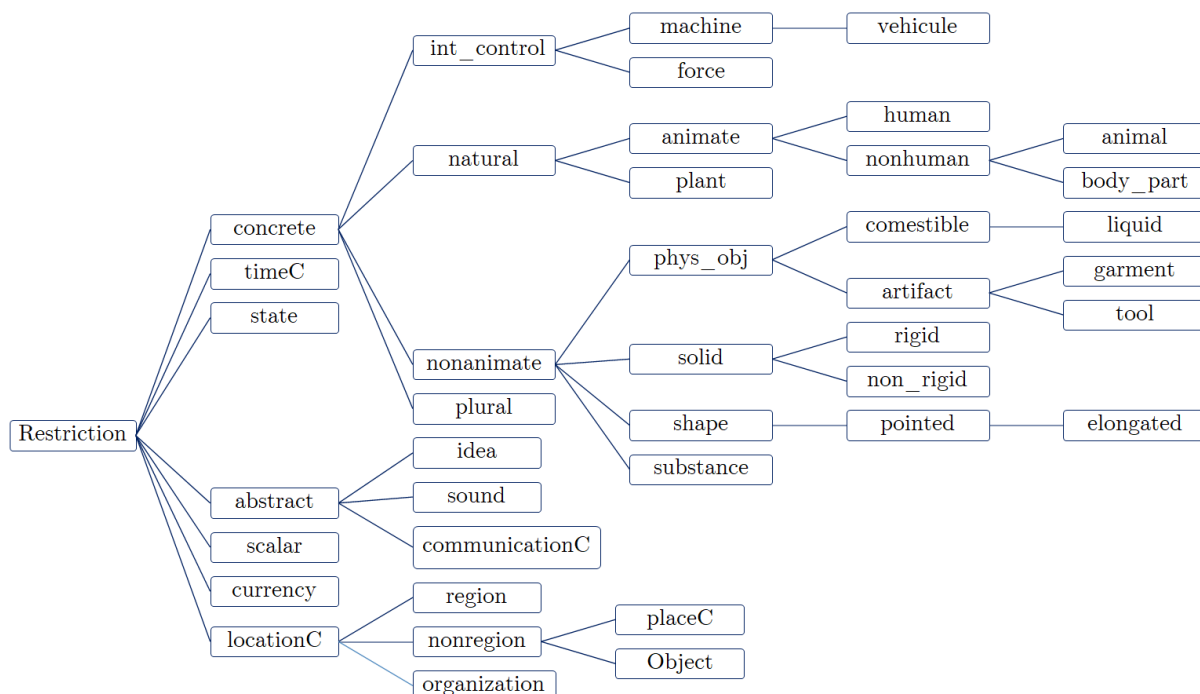 Restriction
concrete
timeC
state
abstract
scalar
currency
locationC
int_control
natural
nonanimate
plural
idea
sound
communicationC
region
nonregion
organization
machine
force
animate
plant
phys_obj
solid
shape
substance
placeC
Object
vehicule
human
nonhuman
comestible
artifact
rigid
non_rigid
pointed
animal
body_part
liquid
garment
tool
elongated